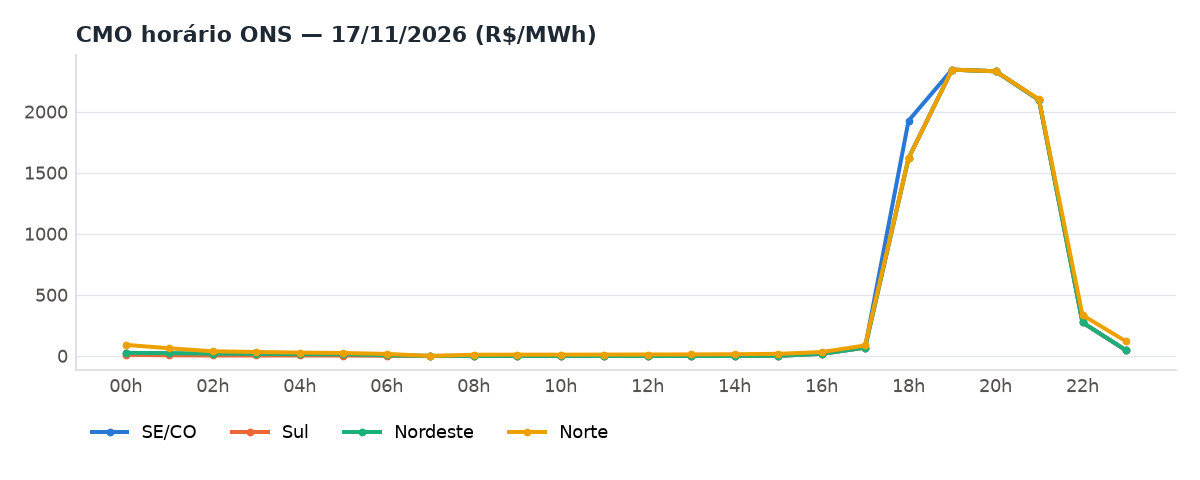 CMO horário ONS — 17/11/2026 (R$/MWh)
2000
1500
1000
500
0
00h 02h 04h 06h 08h 10h 12h 14h 16h 18h 20h 22h
SE/CO Sul Nordeste Norte